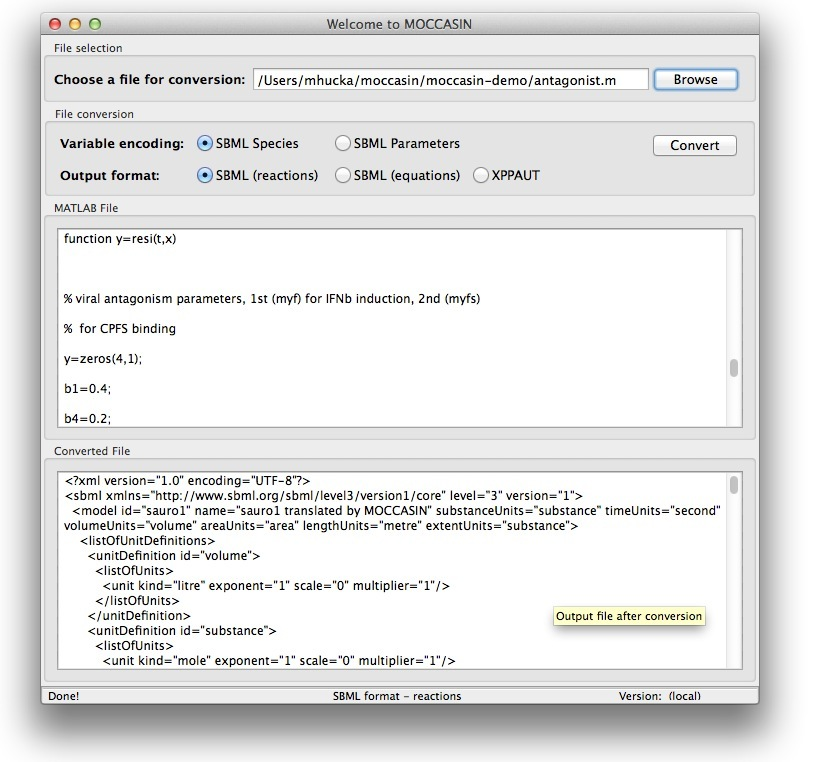 Welcome to MOCCASIN
File selection
Choose a file for conversion: /Users/mhucka/moccasin/moccasin-demo/antagonist.m Browse
File conversion
Variable encoding: SBML Species SBML Parameters Convert
Output format: SBML (reactions) SBML (equations) XPPAUT
MATLAB File
function y=resi(t,x)
% viral antagonism parameters, 1st (myf) for IFNb induction, 2nd (myfs)
% for CPFS binding
y=zeros(4,1);
b1=0.4;
b4=0.2;
Converted File
<?xml version="1.0" encoding="UTF-8"?>
<sbml xmlns="http://www.sbml.org/sbml/level3/version1/core" level="3" version="1">
<model id="sauro1" name="sauro1 translated by MOCCASIN" substanceUnits="substance" timeUnits="second"
volumeUnits="volume" areaUnits="area" lengthUnits="metre" extentUnits="substance">
<listOfUnitDefinitions>
<unitDefinition id="volume">
<listOfUnits>
<unit kind="litre" exponent="1" scale="0" multiplier="1"/>
</listOfUnits>
</unitDefinition>
<unitDefinition id="substance">
<listOfUnits>
<unit kind="mole" exponent="1" scale="0" multiplier="1"/>
Output file after conversion
Done! SBML format - reactions Version: (local)